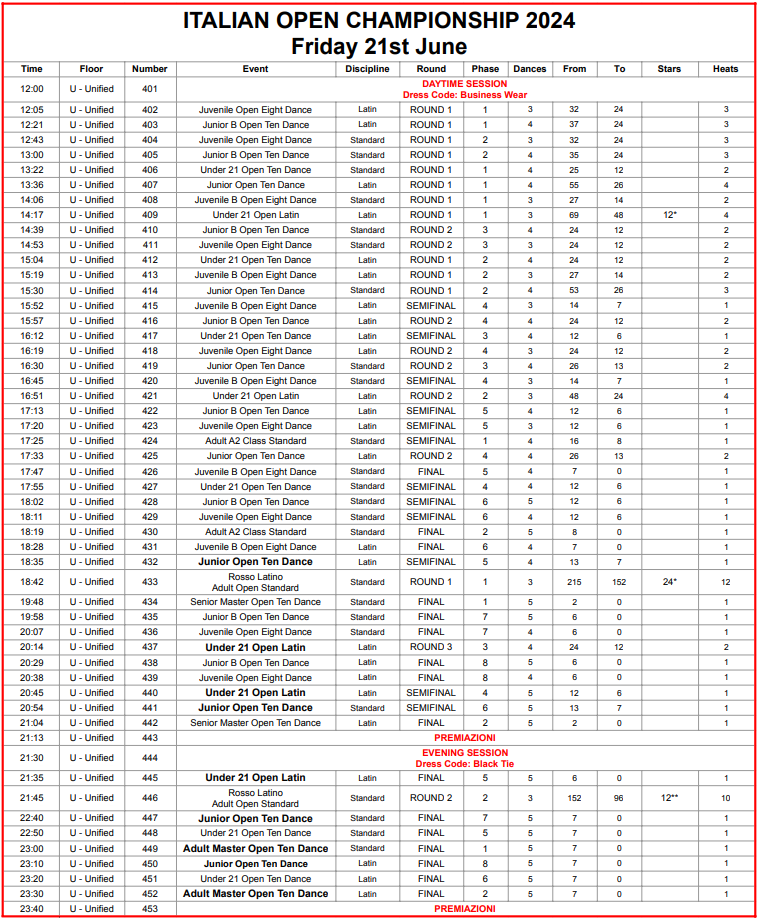 ITALIAN OPEN CHAMPIONSHIP 2024
Friday 21st June
Time Floor Number Event Discipline Round Phase Dances From To Stars Heats
12:00 U - Unified 401 DAYTIME SESSION
Dress Code: Business Wear
12:05 U - Unified 402 Juvenile Open Eight Dance Latin ROUND 1 1 3 32 24 3
12:21 U - Unified 403 Junior B Open Ten Dance Latin ROUND 1 1 4 37 24 3
12:43 U - Unified 404 Juvenile Open Eight Dance Standard ROUND 1 2 3 32 24 3
13:00 U - Unified 405 Junior B Open Ten Dance Standard ROUND 1 2 4 35 24 3
13:22 U - Unified 406 Under 21 Open Ten Dance Standard ROUND 1 1 4 25 12 2
13:36 U - Unified 407 Junior Open Ten Dance Latin ROUND 1 1 4 55 26 4
14:06 U - Unified 408 Juvenile B Open Eight Dance Standard ROUND 1 1 3 27 14 2
14:17 U - Unified 409 Under 21 Open Latin Latin ROUND 1 1 3 69 48 12* 4
14:39 U - Unified 410 Junior B Open Ten Dance Standard ROUND 2 3 4 24 12 2
14:53 U - Unified 411 Juvenile Open Eight Dance Standard ROUND 2 3 3 24 12 2
15:04 U - Unified 412 Under 21 Open Ten Dance Latin ROUND 1 2 4 24 12 2
15:19 U - Unified 413 Juvenile B Open Eight Dance Latin ROUND 1 2 3 27 14 2
15:30 U - Unified 414 Junior Open Ten Dance Standard ROUND 1 2 4 53 26 3
15:52 U - Unified 415 Juvenile B Open Eight Dance Latin SEMIFINAL 4 3 14 7 1
15:57 U - Unified 416 Junior B Open Ten Dance Latin ROUND 2 4 4 24 12 2
16:12 U - Unified 417 Under 21 Open Ten Dance Latin SEMIFINAL 3 4 12 6 1
16:19 U - Unified 418 Juvenile Open Eight Dance Latin ROUND 2 4 3 24 12 2
16:30 U - Unified 419 Junior Open Ten Dance Standard ROUND 2 3 4 26 13 2
16:45 U - Unified 420 Juvenile B Open Eight Dance Standard SEMIFINAL 4 3 14 7 1
16:51 U - Unified 421 Under 21 Open Latin Latin ROUND 2 2 3 48 24 4
17:13 U - Unified 422 Junior B Open Ten Dance Latin SEMIFINAL 5 4 12 6 1
17:20 U - Unified 423 Juvenile Open Eight Dance Latin SEMIFINAL 5 3 12 6 1
17:25 U - Unified 424 Adult A2 Class Standard Standard SEMIFINAL 1 4 16 8 1
17:33 U - Unified 425 Junior Open Ten Dance Latin ROUND 2 4 4 26 13 2
17:47 U - Unified 426 Juvenile B Open Eight Dance Standard FINAL 5 4 7 0 1
17:55 U - Unified 427 Under 21 Open Ten Dance Standard SEMIFINAL 4 4 12 6 1
18:02 U - Unified 428 Junior B Open Ten Dance Standard SEMIFINAL 6 5 12 6 1
18:11 U - Unified 429 Juvenile Open Eight Dance Standard SEMIFINAL 6 4 12 6 1
18:19 U - Unified 430 Adult A2 Class Standard Standard FINAL 2 5 8 0 1
18:28 U - Unified 431 Juvenile B Open Eight Dance Latin FINAL 6 4 7 0 1
18:35 U - Unified 432 Junior Open Ten Dance Latin SEMIFINAL 5 4 13 7 1
18:42 U - Unified 433 Rosso Latino
Adult Open Standard Standard ROUND 1 1 3 215 152 24* 12
19:48 U - Unified 434 Senior Master Open Ten Dance Standard FINAL 1 5 2 0 1
19:58 U - Unified 435 Junior B Open Ten Dance Standard FINAL 7 5 6 0 1
20:07 U - Unified 436 Juvenile Open Eight Dance Standard FINAL 7 4 6 0 1
20:14 U - Unified 437 Under 21 Open Latin Latin ROUND 3 3 4 24 12 2
20:29 U - Unified 438 Junior B Open Ten Dance Latin FINAL 8 5 6 0 1
20:38 U - Unified 439 Juvenile Open Eight Dance Latin FINAL 8 4 6 0 1
20:45 U - Unified 440 Under 21 Open Latin Latin SEMIFINAL 4 5 12 6 1
20:54 U - Unified 441 Junior Open Ten Dance Standard SEMIFINAL 6 5 13 7 1
21:04 U - Unified 442 Senior Master Open Ten Dance Latin FINAL 2 5 2 0 1
21:13 U - Unified 443 PREMIAZIONI
21:30 U - Unified 444 EVENING SESSION
Dress Code: Black Tie
21:35 U - Unified 445 Under 21 Open Latin Latin FINAL 5 5 6 0 1
21:45 U - Unified 446 Rosso Latino
Adult Open Standard Standard ROUND 2 2 3 152 96 12** 10
22:40 U - Unified 447 Junior Open Ten Dance Standard FINAL 7 5 7 0 1
22:50 U - Unified 448 Under 21 Open Ten Dance Standard FINAL 5 5 7 0 1
23:00 U - Unified 449 Adult Master Open Ten Dance Standard FINAL 1 5 7 0 1
23:10 U - Unified 450 Junior Open Ten Dance Latin FINAL 8 5 7 0 1
23:20 U - Unified 451 Under 21 Open Ten Dance Latin FINAL 6 5 7 0 1
23:30 U - Unified 452 Adult Master Open Ten Dance Latin FINAL 2 5 7 0 1
23:40 U - Unified 453 PREMIAZIONI